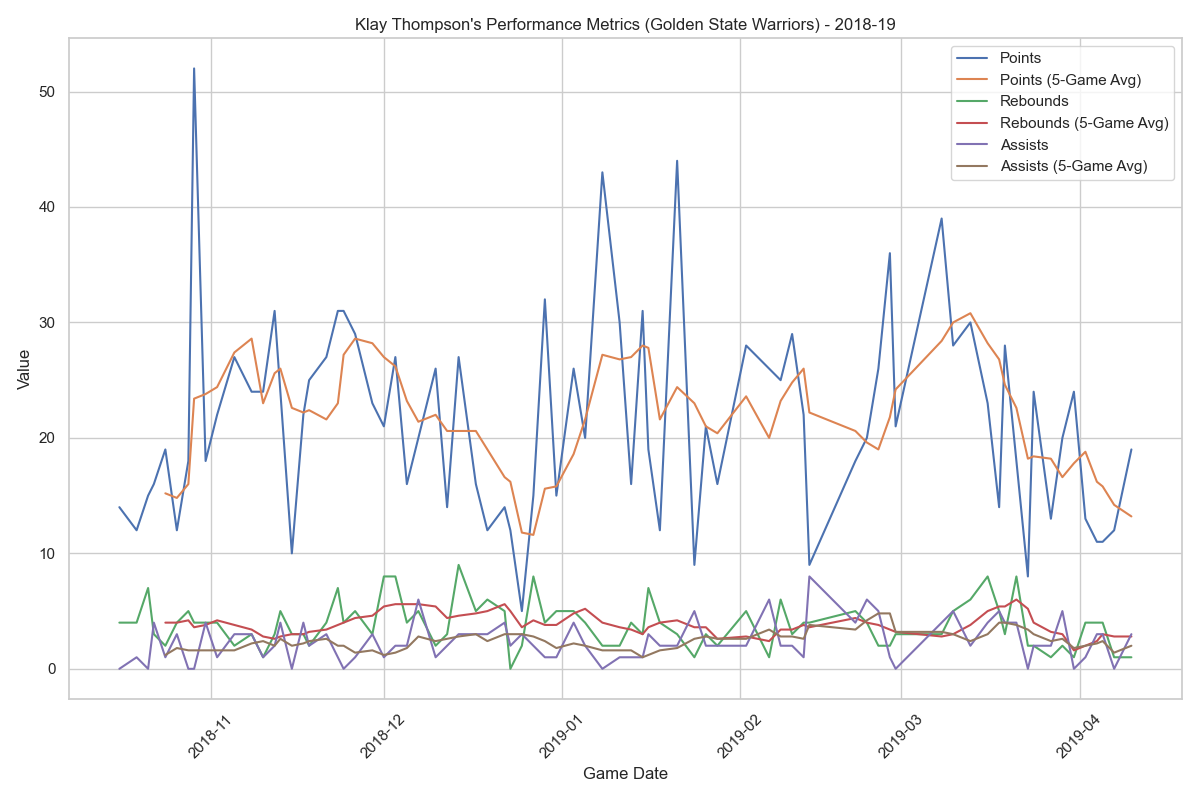 Klay Thompson's Performance Metrics (Golden State Warriors) - 2018-19
Points
Points (5-Game Avg)
Rebounds
Rebounds (5-Game Avg)
Assists
Assists (5-Game Avg)
Value
50
40
30
20
10
0
2018-11
2018-12
2019-01
2019-02
2019-03
2019-04
Game Date